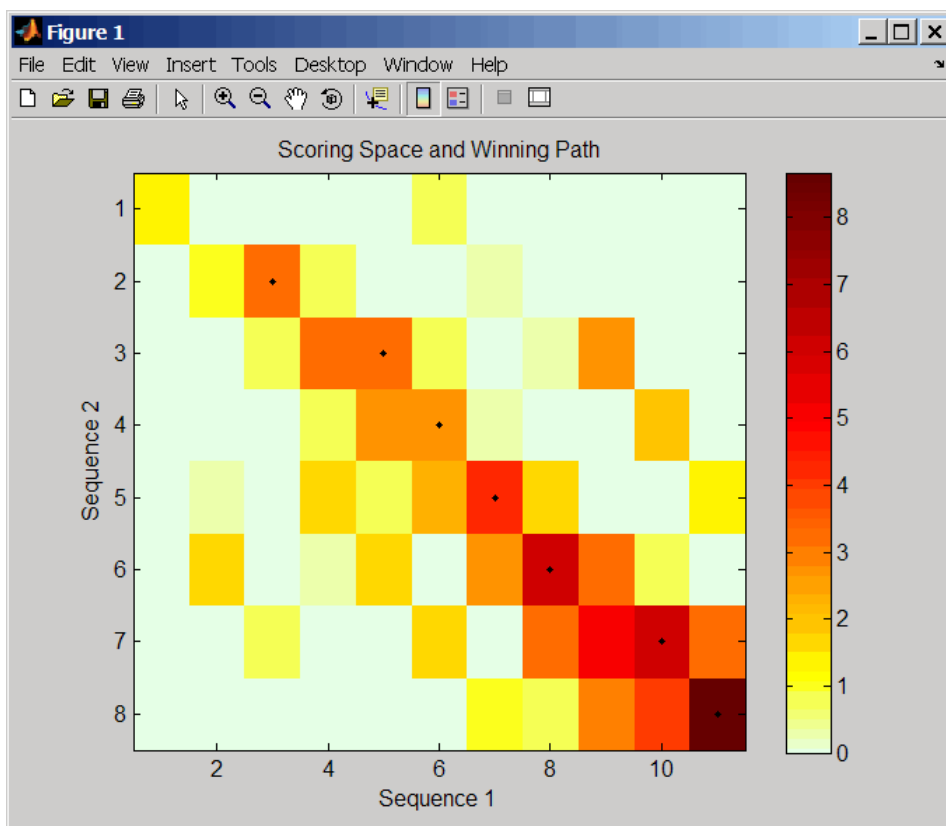 Figure 1
File Edit View Insert Tools Desktop Window Help
Scoring Space and Winning Path
1
2
3
4
5
6
7
8
Sequence 2
2 4 6 8 10
Sequence 1
8
7
6
5
4
3
2
1
0